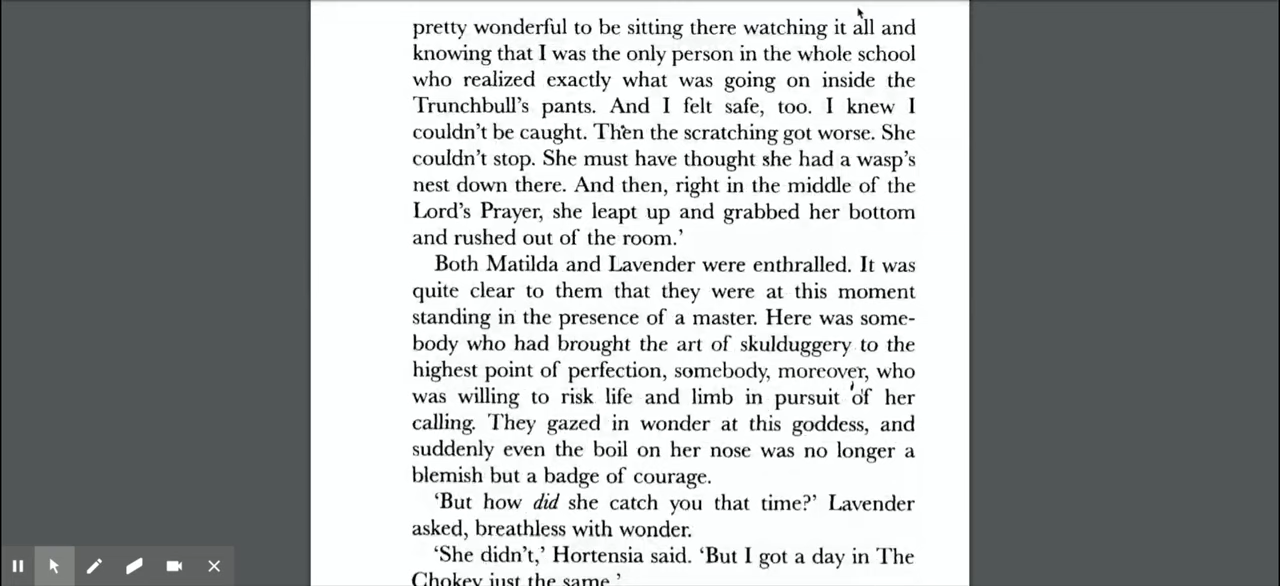 pretty wonderful to be sitting there watching it all and
knowing that I was the only person in the whole school
who realized exactly what was going on inside the
Trunchbull’s pants. And I felt safe, too. I knew I
couldn’t be caught. Then the scratching got worse. She
couldn’t stop. She must have thought she had a wasp’s
nest down there. And then, right in the middle of the
Lord’s Prayer, she leapt up and grabbed her bottom
and rushed out of the room.’
Both Matilda and Lavender were enthralled. It was
quite clear to them that they were at this moment
standing in the presence of a master. Here was some-
body who had brought the art of skulduggery to the
highest point of perfection, somebody, moreover, who
was willing to risk life and limb in pursuit of her
calling. They gazed in wonder at this goddess, and
suddenly even the boil on her nose was no longer a
blemish but a badge of courage.
‘But how did she catch you that time?’ Lavender
asked, breathless with wonder.
‘She didn’t,’ Hortensia said. ‘But I got a day in The
Chokey just the same.’